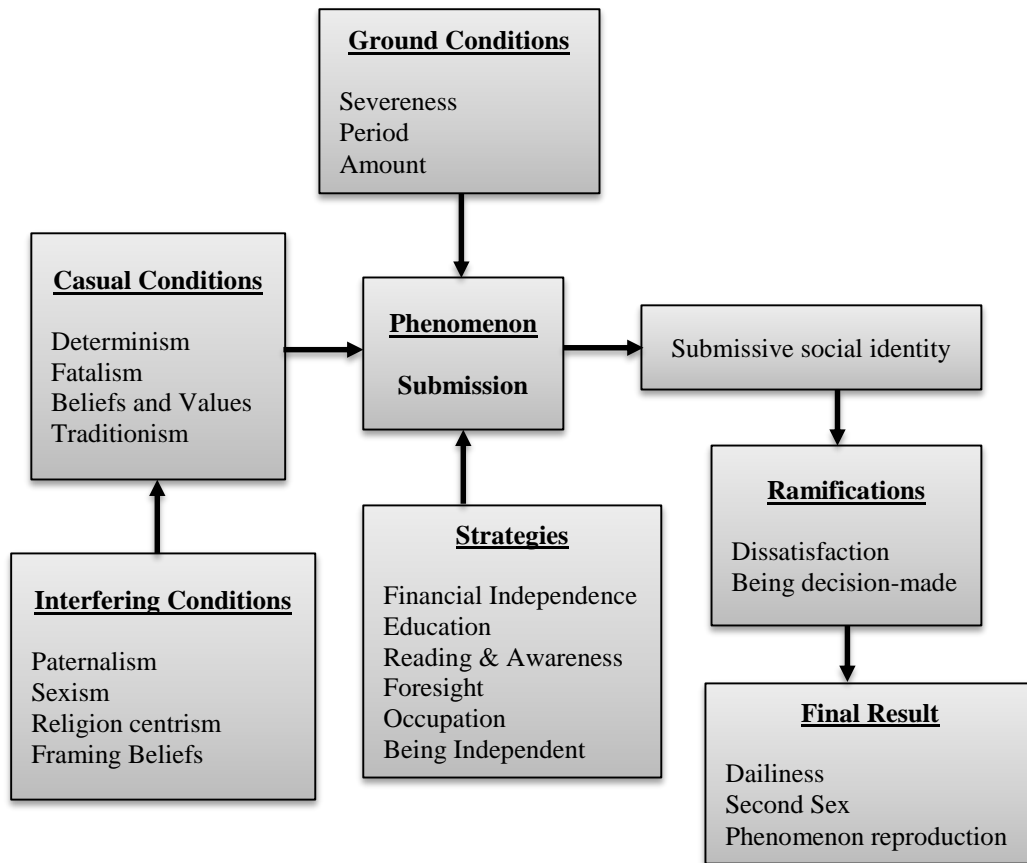 Ground Conditions
Severeness
Period
Amount
Casual Conditions
Determinism
Fatalism
Beliefs and Values
Traditionism
Phenomenon
Submission
Submissive social identity
Interfering Conditions
Paternalism
Sexism
Religion centrism
Framing Beliefs
Strategies
Financial Independence
Education
Reading & Awareness
Foresight
Occupation
Being Independent
Ramifications
Dissatisfaction
Being decision-made
Final Result
Dailiness
Second Sex
Phenomenon reproduction